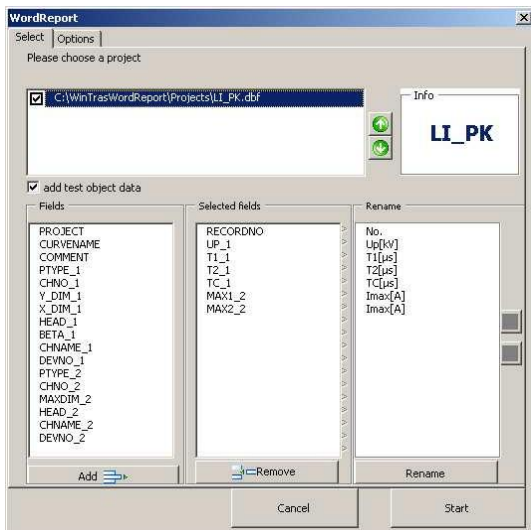 WordReport
Select
Options
Please choose a project
C:\WinTrasWordReport\Projects\LI_PK.dbf
Info
LI_PK
add test object data
Fields
PROJECT
CURVENAME
COMMENT
PTYPE_1
CHNO_1
Y_DIM_1
X_DIM_1
HEAD_1
BETA_1
CHNAME_1
DEVNO_1
PTYPE_2
CHNO_2
MAXDIM_2
HEAD_2
CHNAME_2
DEVNO_2
Add
Selected fields
RECORDNO
UP_1
T1_1
T2_1
TC_1
MAX1_2
MAX2_2
Remove
Rename
No.
Up[kV]
T1[µs]
T2[µs]
TC[µs]
Imax[A]
Imax[A]
Rename
Cancel
Start